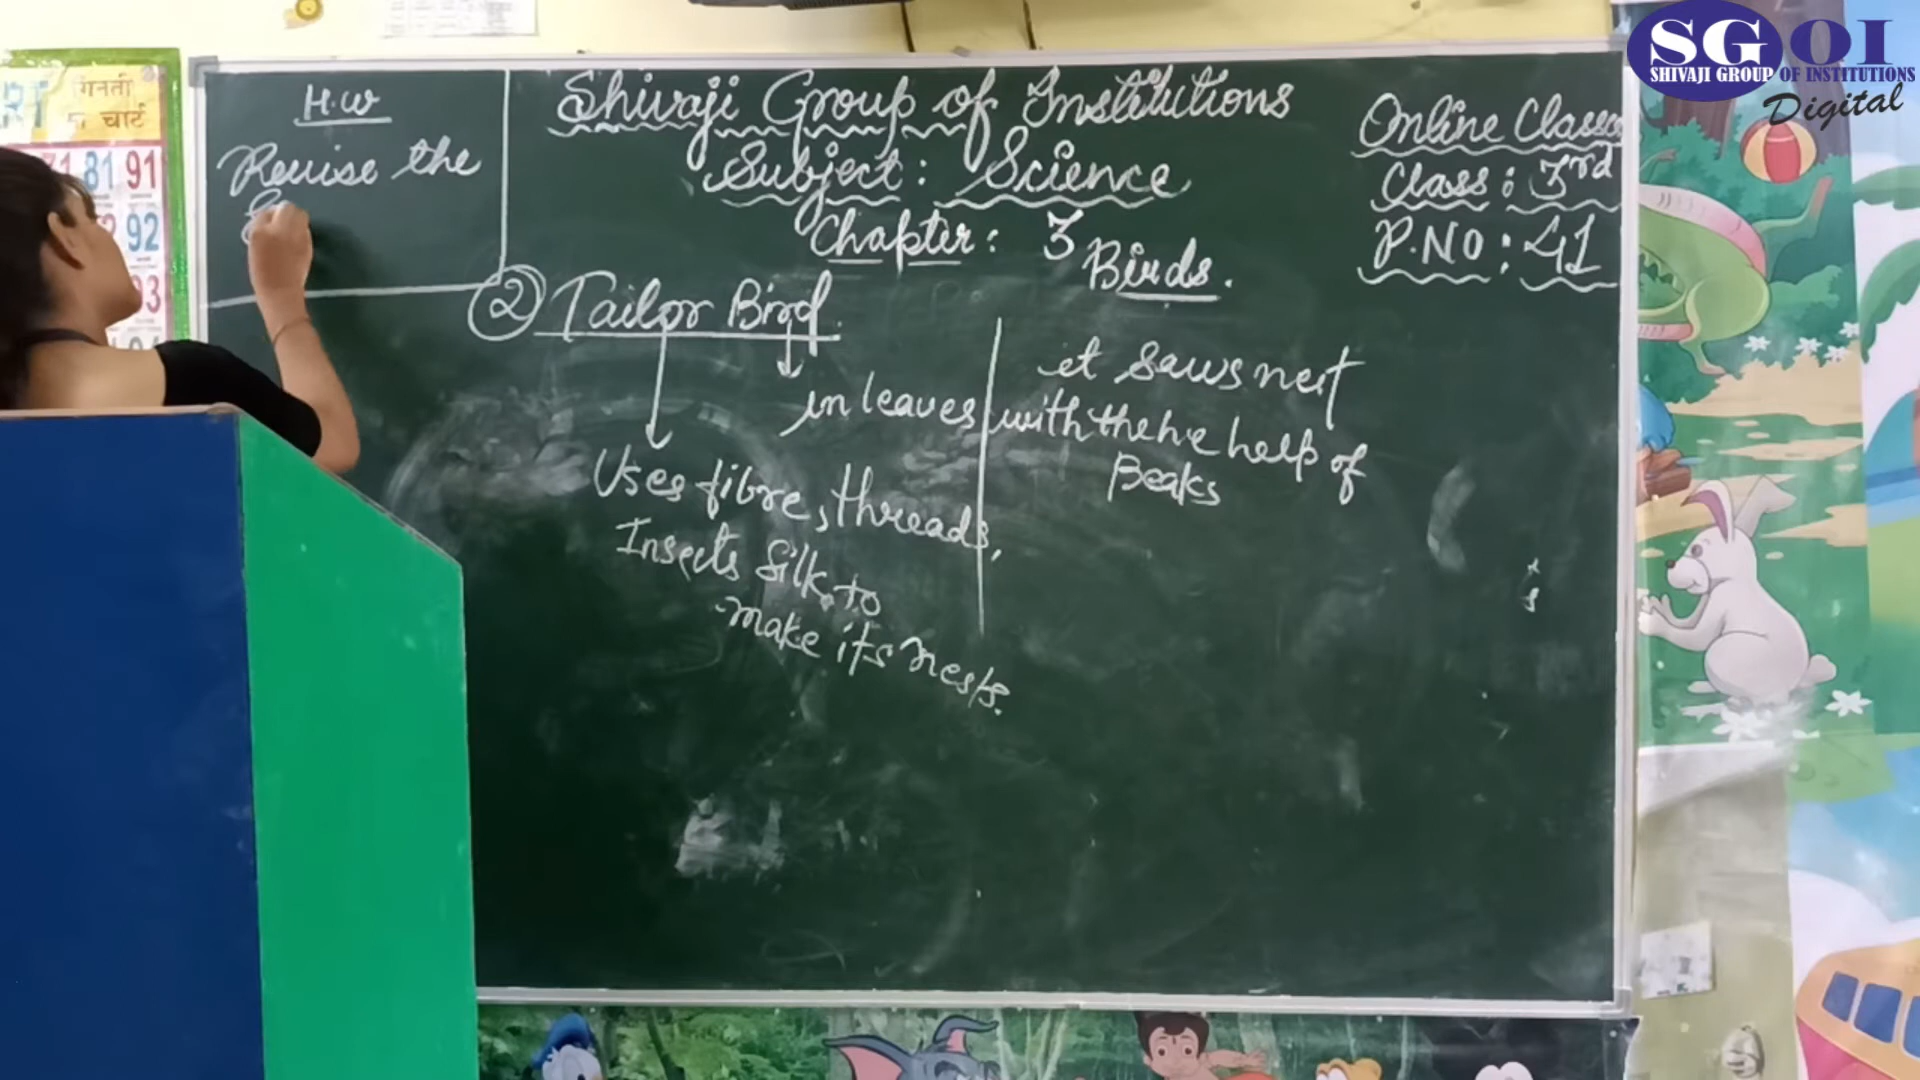 H.W
Revise the
Shivaji Group of Institutions
Subject: Science
Chapter: 3
Birds.
Online Classes
Class: 3rd
P.NO: 41
② Tailor Bird.
in leaves
Uses fibre, threads,
Insects Silk, to
make its nests.
et Saws nest
with thehe help of
Beaks
गिनती
चार्ट
81 91
92
93
SGOI
SHIVAJI GROUP OF INSTITUTIONS
Digital